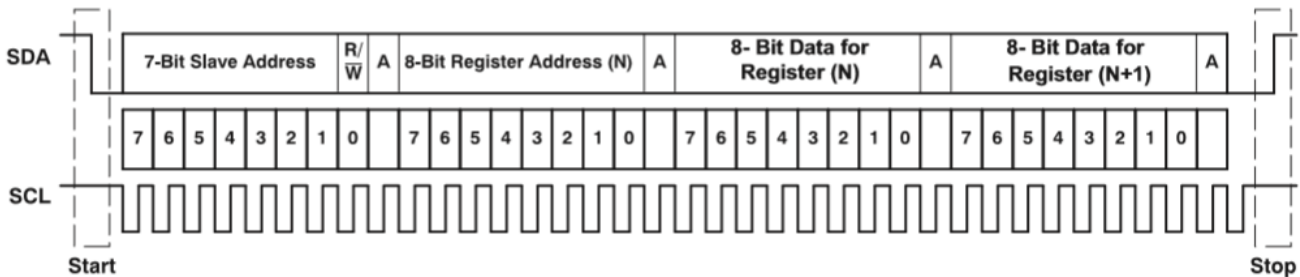 SDA
7-Bit Slave Address
R/
W
A
8-Bit Register Address (N)
A
8- Bit Data for
Register (N)
A
8- Bit Data for
Register (N+1)
A
7 6 5 4 3 2 1 0 7 6 5 4 3 2 1 0 7 6 5 4 3 2 1 0 7 6 5 4 3 2 1 0
SCL
Start
Stop